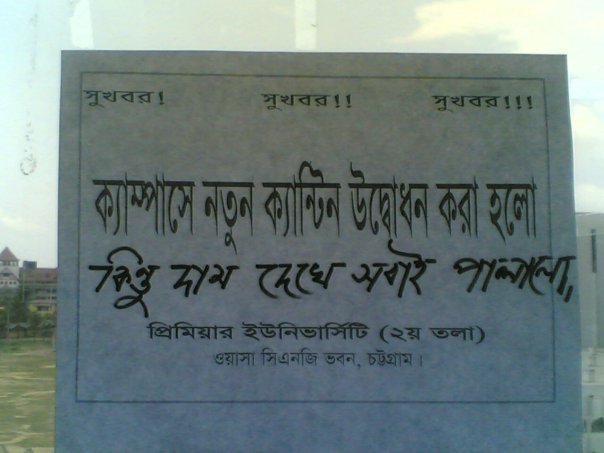 সুখবর! সুখবর!! সুখবর!!!
ক্যাম্পাসে নতুন ক্যান্টিন উদ্বোধন করা হলো
কিন্তু দাম দেখে সবাই পালালো,
প্রিমিয়ার ইউনিভার্সিটি (২য় তলা)
ওয়াসা সিএনজি ভবন, চট্টগ্রাম।